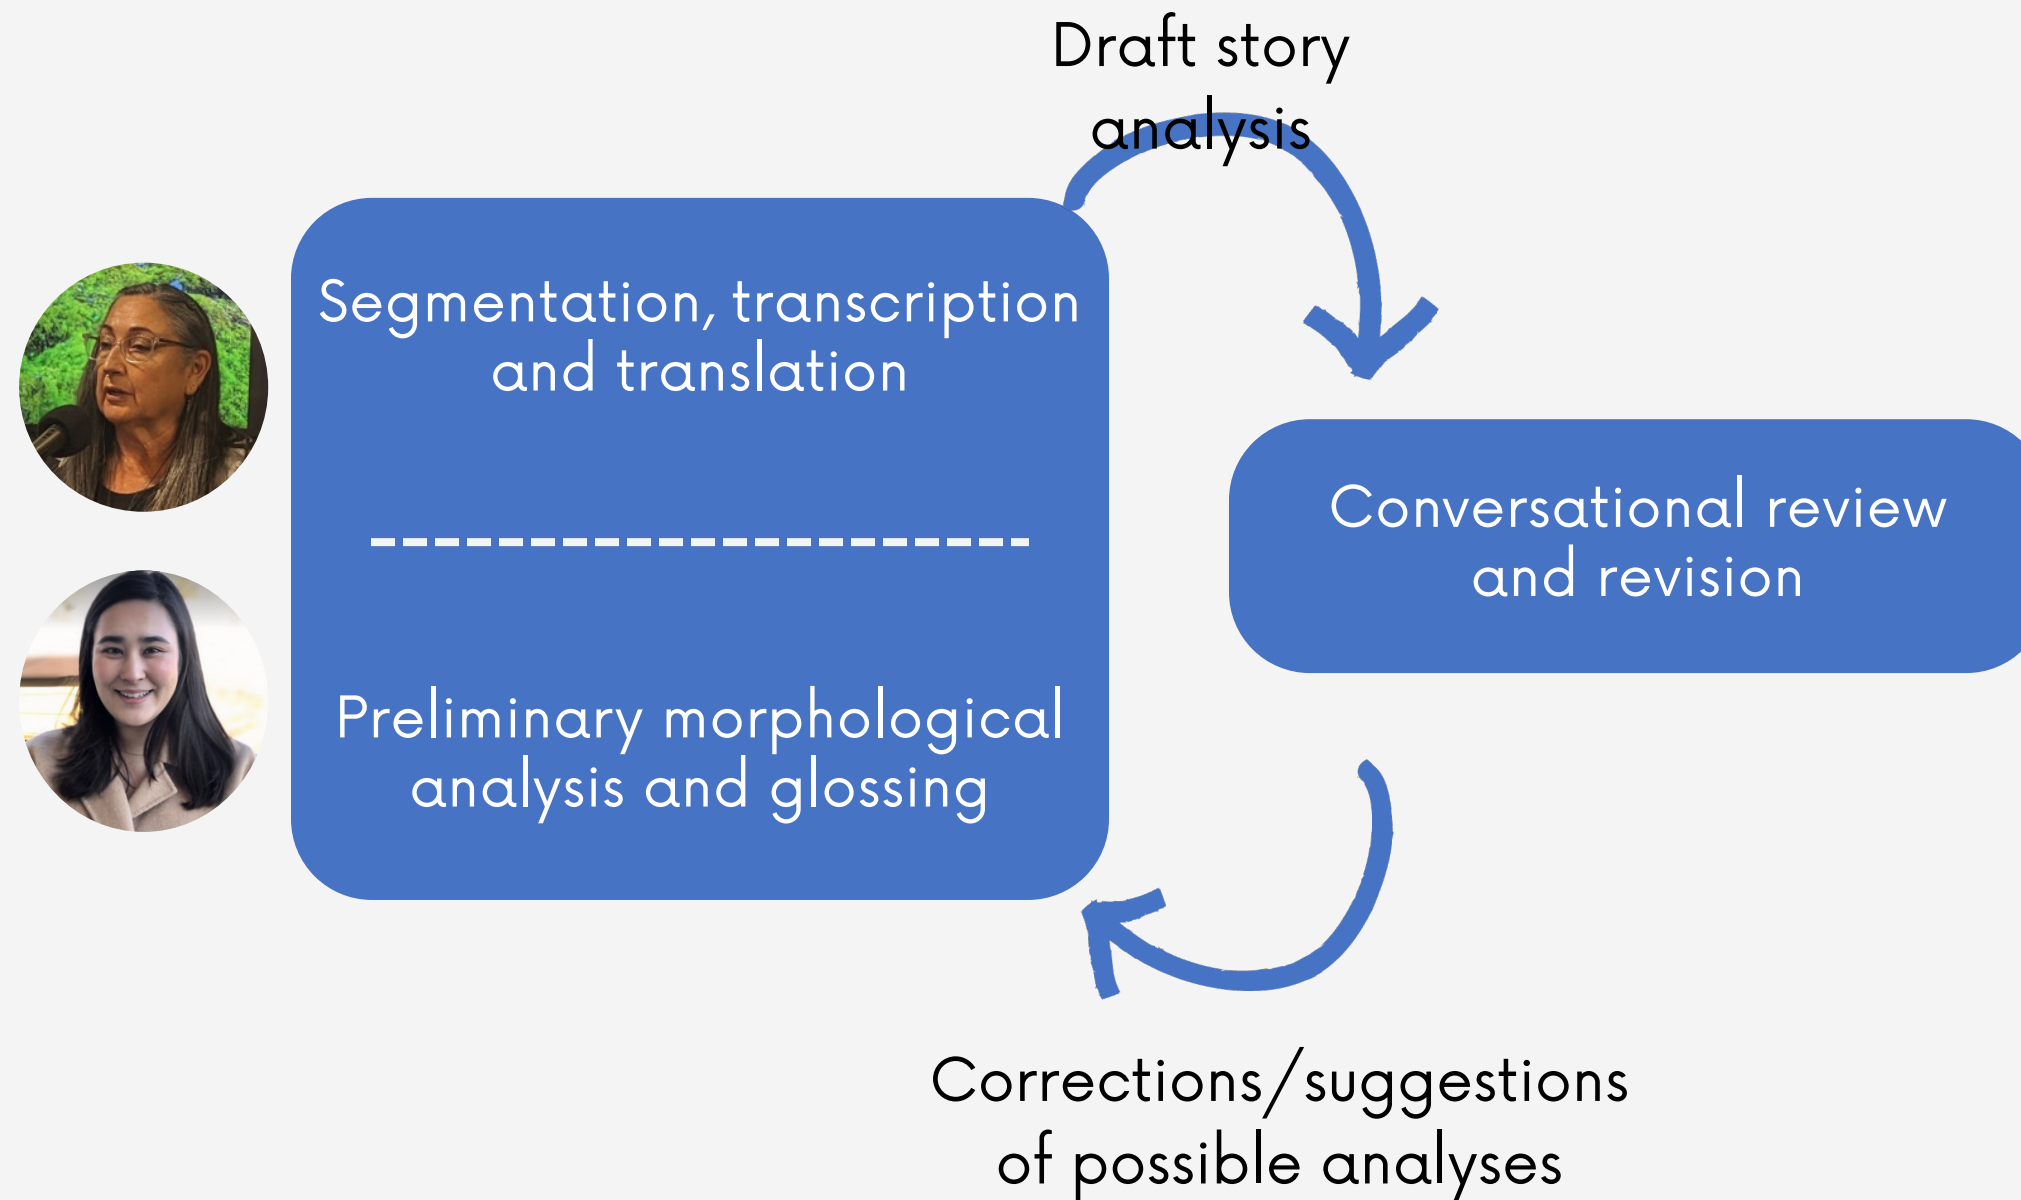 Draft story
analysis
Segmentation, transcription
and translation
Conversational review
and revision
Preliminary morphological
analysis and glossing
Corrections/suggestions
of possible analyses